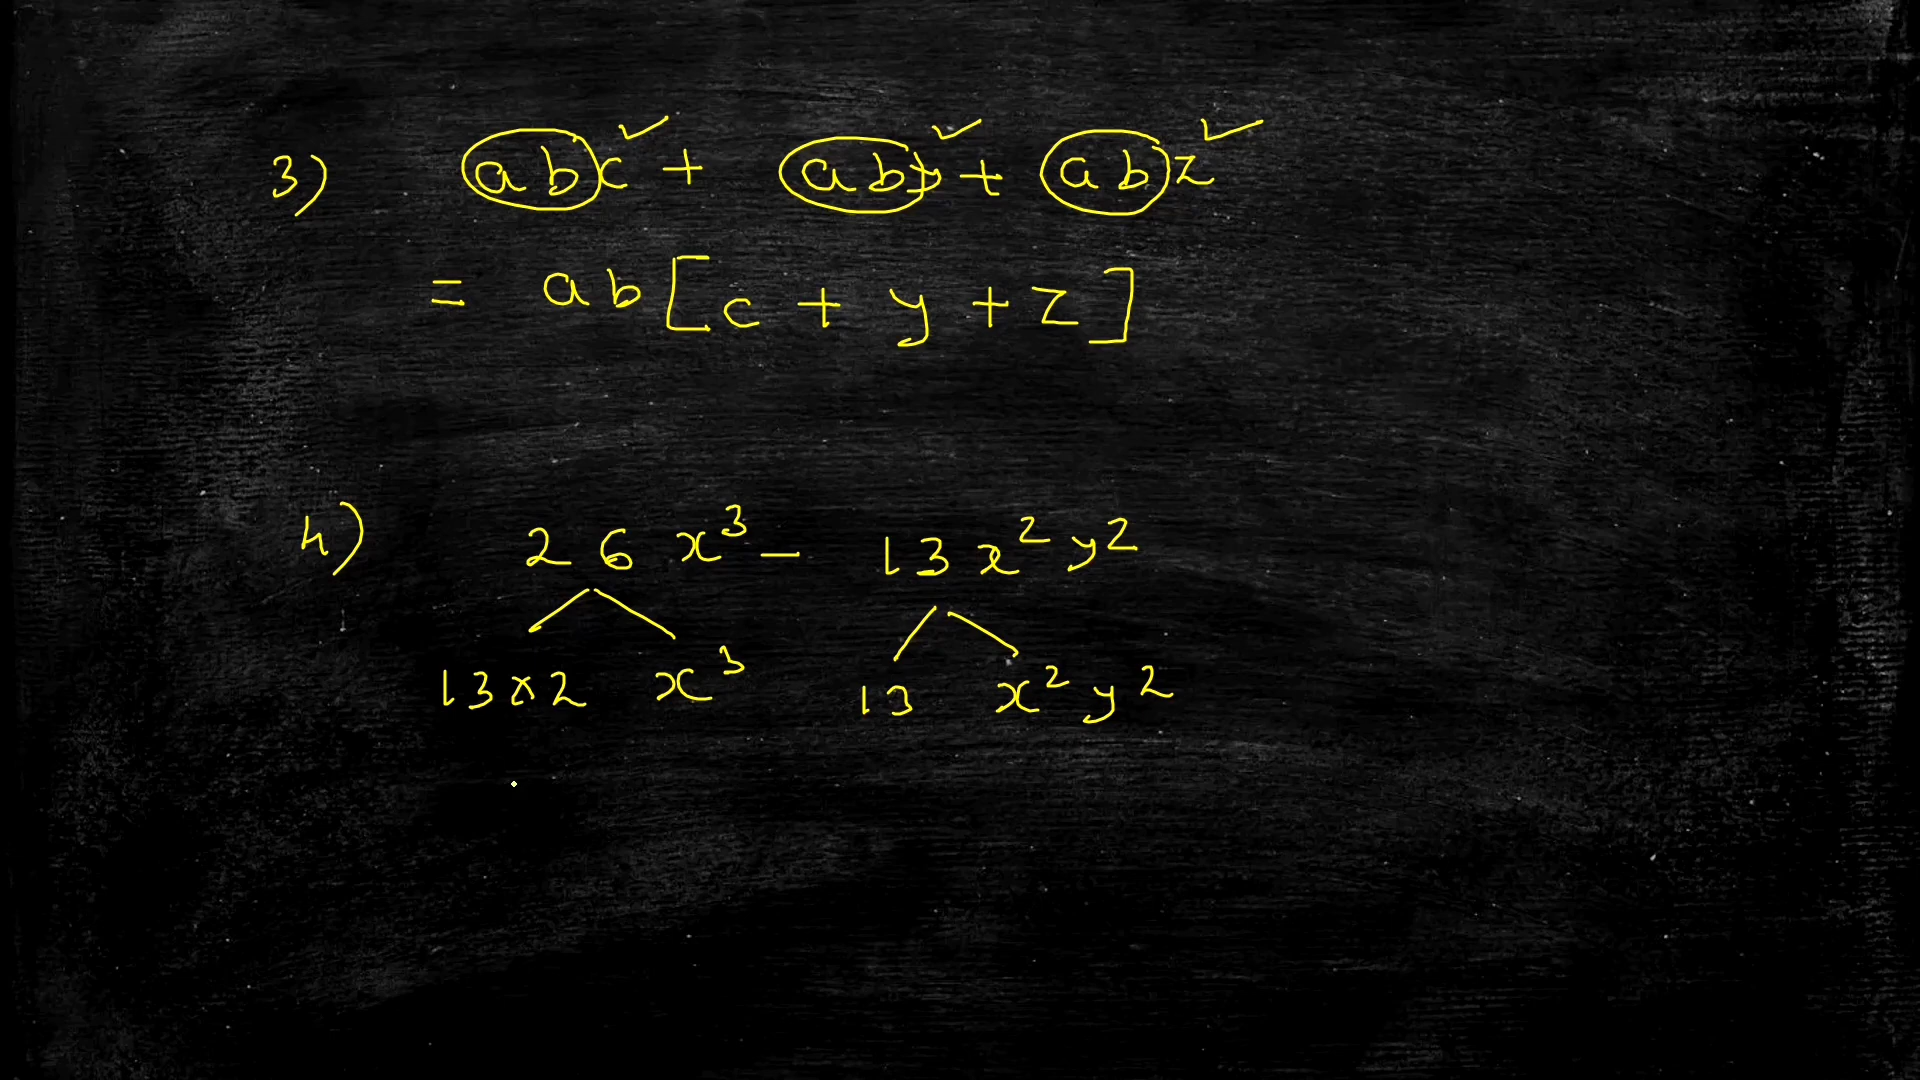 3) abc + aby + abz
= ab[c + y + z]
4) 26x³ - 13x²y²
13×2 x³ 13 x²y²